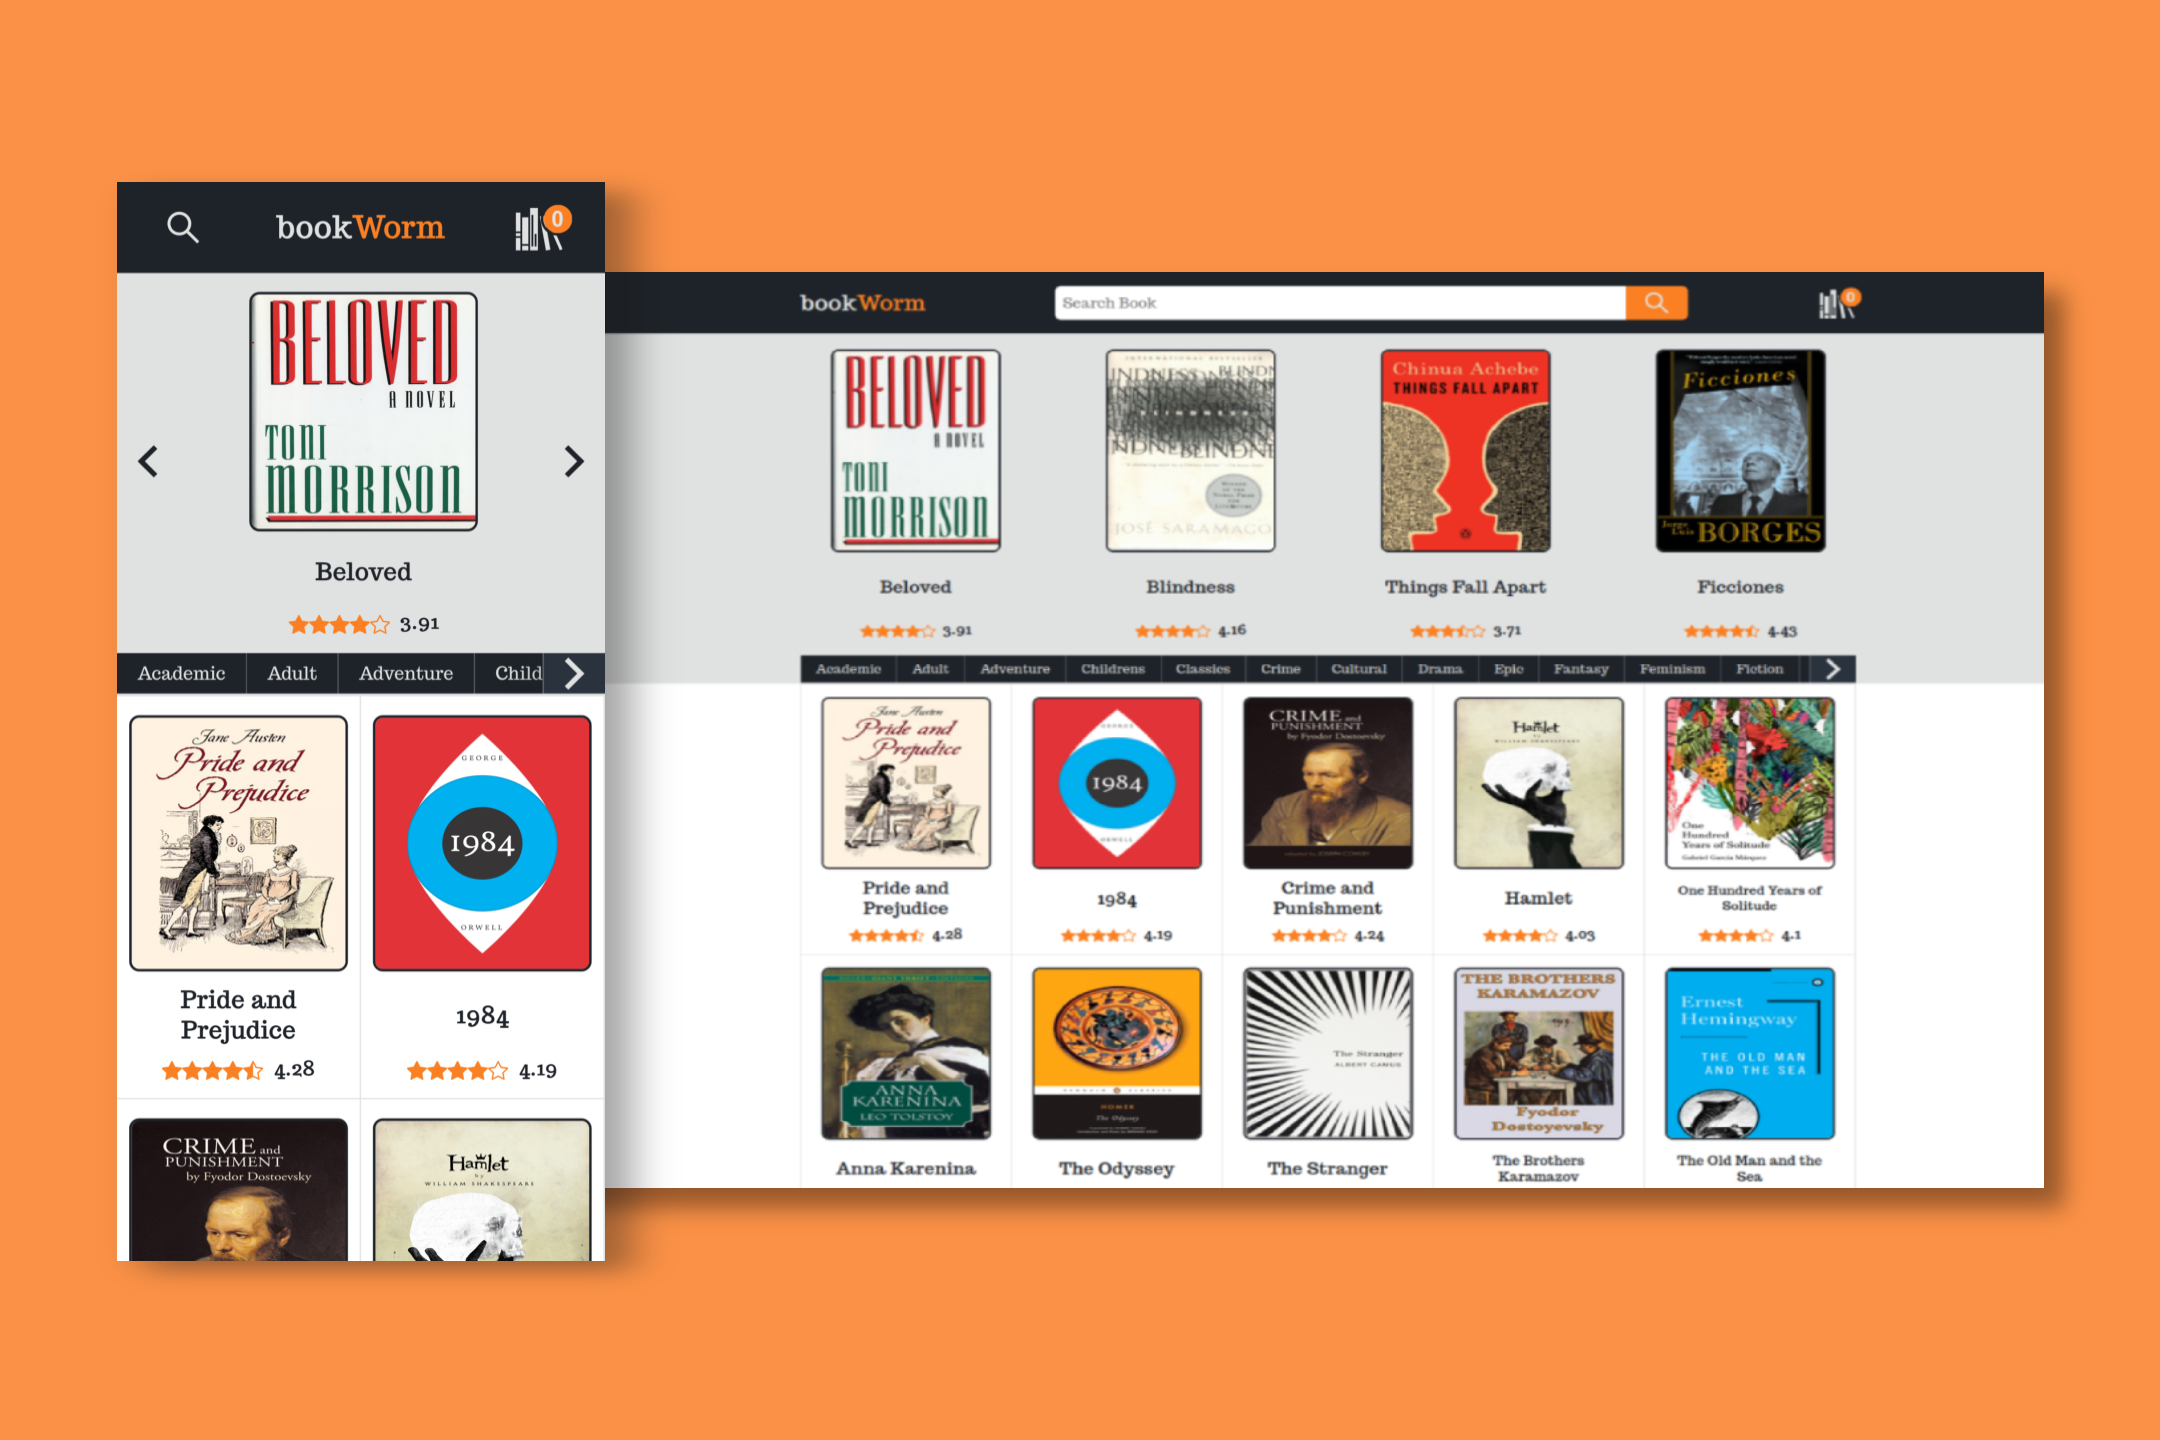 bookWorm
0
BELOVED
A NOVEL
TONI
MORRISON
Beloved
3.91
Academic
Adult
Adventure
Child
Jane Austen
Pride and
Prejudice
GEORGE
1984
ORWELL
Pride and
Prejudice
4.28
1984
4.19
CRIME and
PUNISHMENT
by Fyodor Dostoevsky
Hamlet
by
WILLIAM SHAKESPEARE
bookWorm
Search Book
0
BELOVED
A NOVEL
TONI
MORRISON
INTERNATIONAL BESTSELLER
BLINDNESS
JOSÉ SARAMAGO
Chinua Achebe
THINGS FALL APART
Ficciones
Jorge
Luis
BORGES
Beloved
3.91
Blindness
4.16
Things Fall Apart
3.71
Ficciones
4.43
Academic
Adult
Adventure
Childrens
Classics
Crime
Cultural
Drama
Epic
Fantasy
Feminism
Fiction
Jane Austen
Pride and
Prejudice
GEORGE
1984
ORWELL
CRIME and
PUNISHMENT
by Fyodor Dostoevsky
Hamlet
by
WILLIAM SHAKESPEARE
One
Hundred
Years of Solitude
Gabriel García Márquez
Pride and
Prejudice
4.28
1984
4.19
Crime and
Punishment
4.24
Hamlet
4.03
One Hundred Years of
Solitude
4.1
ANNA
KARENINA
LEO TOLSTOY
HOMER
The Odyssey
The Stranger
ALBERT CAMUS
THE BROTHERS
KARAMAZOV
Fyodor
Dostoyevsky
Ernest
Hemingway
THE OLD MAN
AND THE SEA
Anna Karenina
The Odyssey
The Stranger
The Brothers
Karamazov
The Old Man and the
Sea